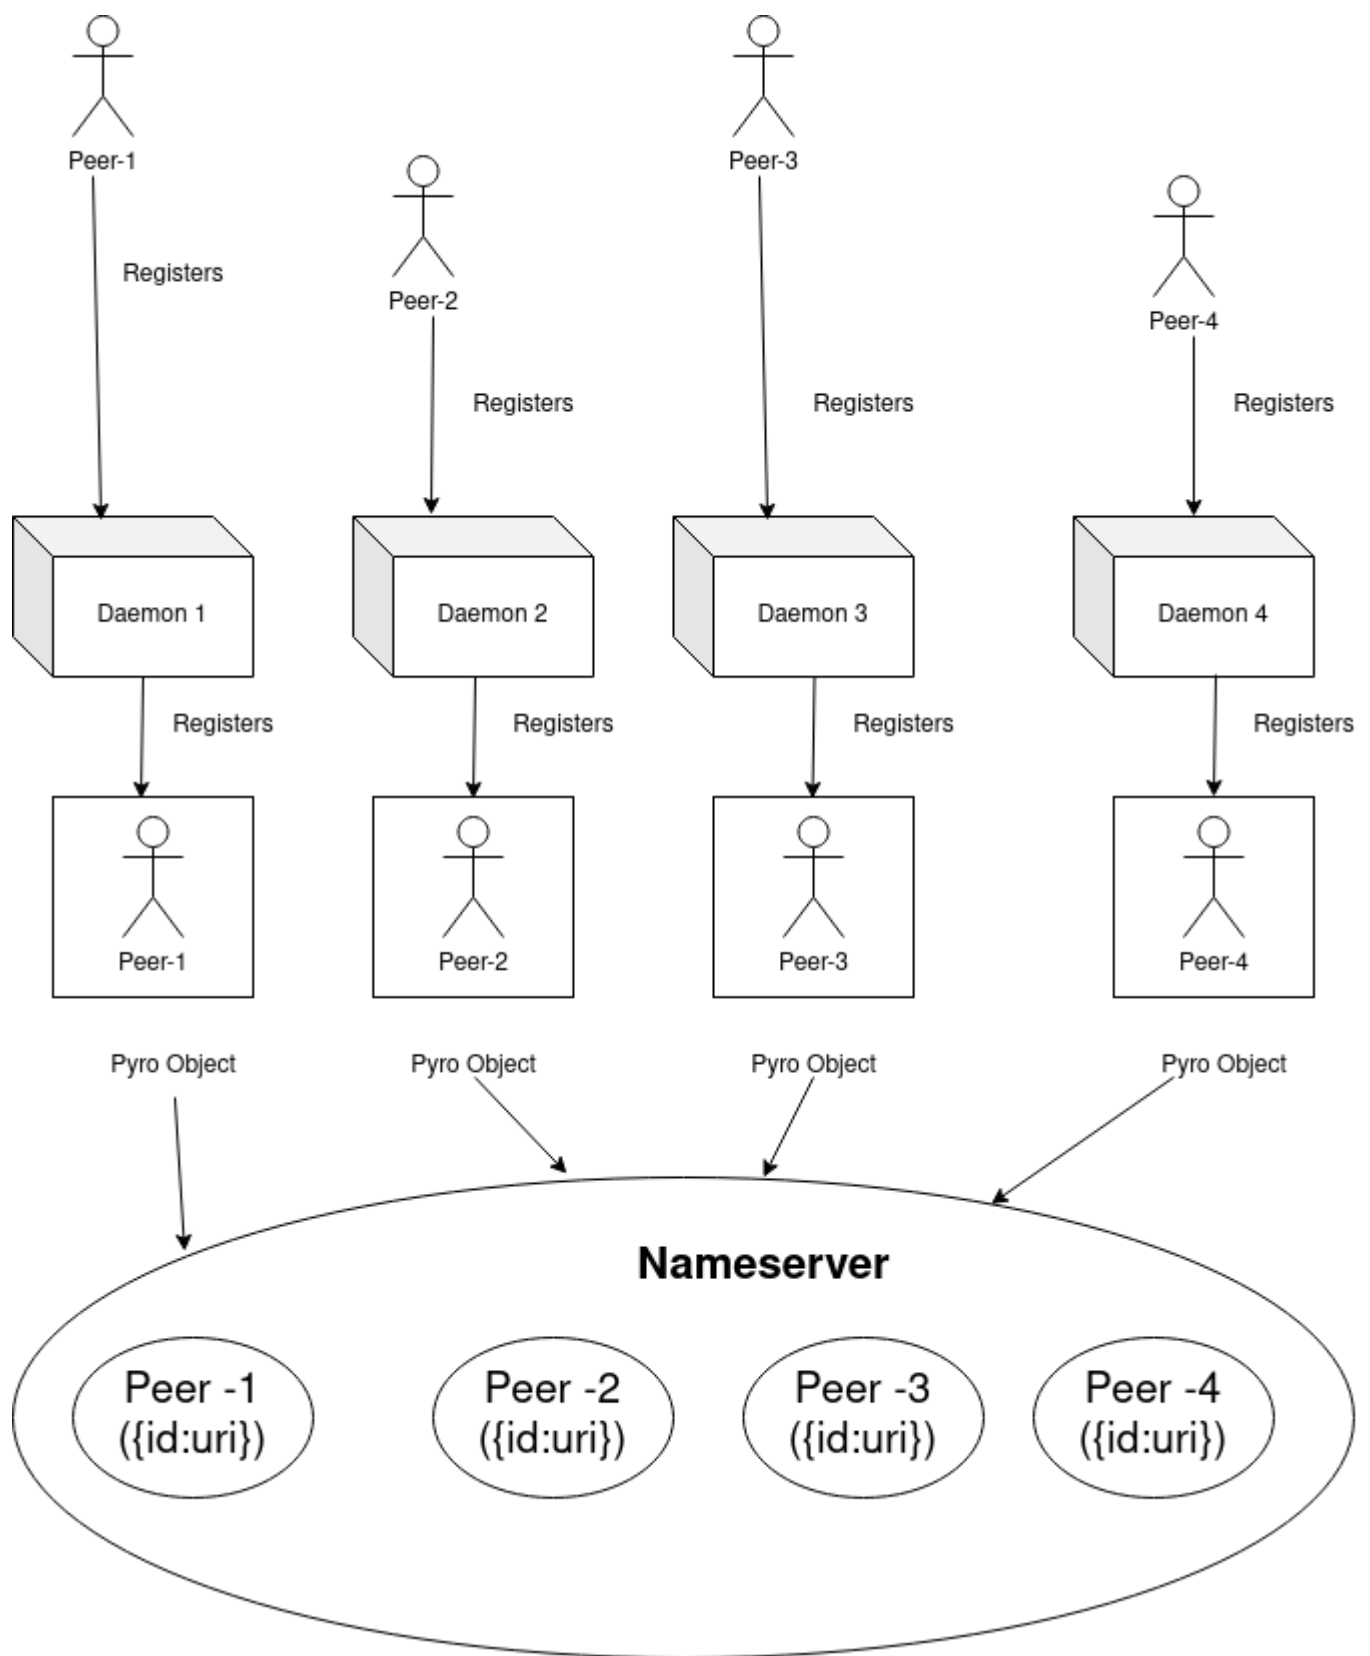 Peer-1
Peer-3
Peer-2
Peer-4
Registers
Registers
Registers
Registers
Daemon 1
Daemon 2
Daemon 3
Daemon 4
Registers
Registers
Registers
Registers
Peer-1
Peer-2
Peer-3
Peer-4
Pyro Object
Pyro Object
Pyro Object
Pyro Object
Nameserver
Peer -1
({id:uri})
Peer -2
({id:uri})
Peer -3
({id:uri})
Peer -4
({id:uri})